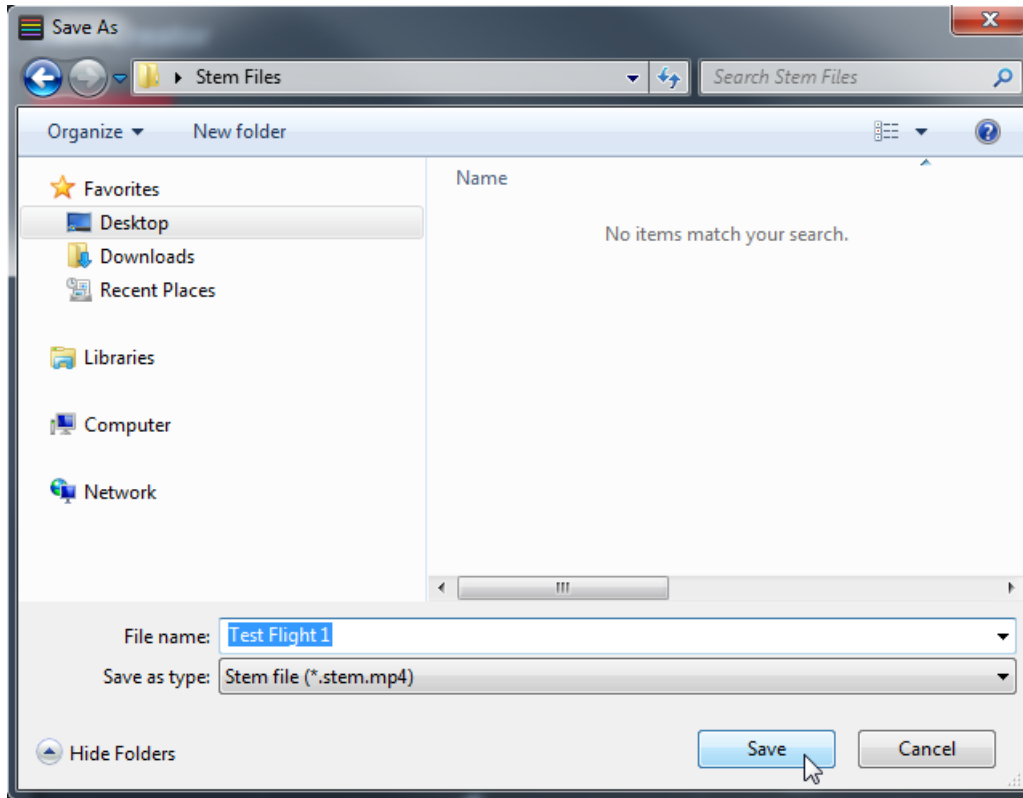 Save As
Stem Files
Search Stem Files
Organize
New folder
Favorites
Desktop
Downloads
Recent Places
Libraries
Computer
Network
Name
No items match your search.
File name: Test Flight 1
Save as type: Stem file (*.stem.mp4)
Hide Folders
Save
Cancel